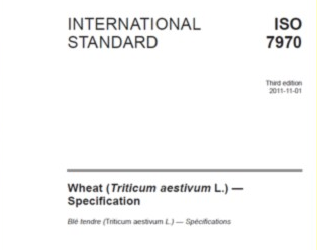 INTERNATIONAL STANDARD
ISO 7970
Third edition
2011-11-01
Wheat (Triticum aestivum L.) —
Specification
Blé tendre (Triticum aestivum L.) — Spécifications